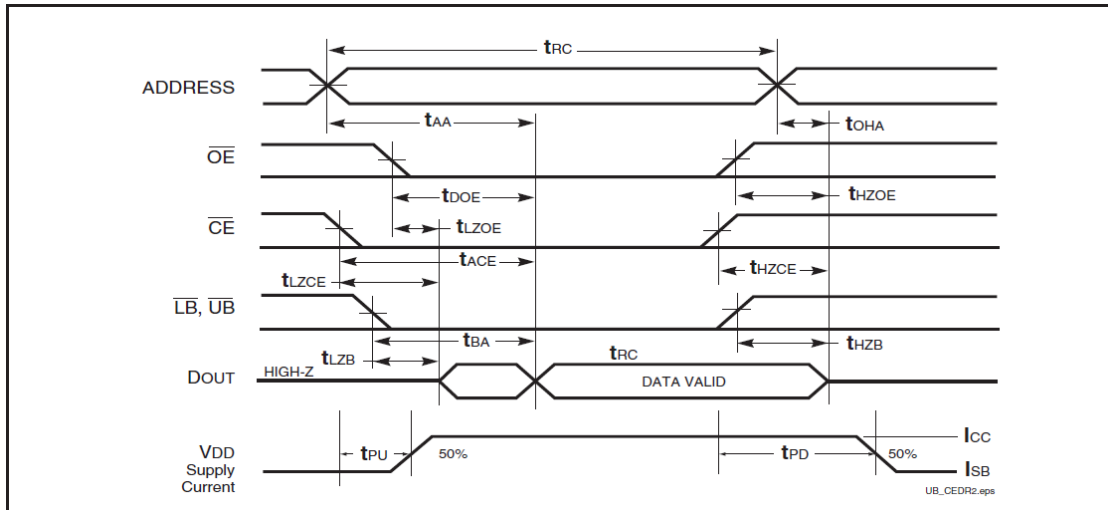 tRC
ADDRESS
tAA
tOHA
OE
tDOE
tHZOE
CE
tLZOE
tACE
tLZCE
tHZCE
LB, UB
tBA
tRC
tLZB
tHZB
DOUT
HIGH-Z
DATA VALID
ICC
VDD
tPU
50%
tPD
50%
Supply
ISB
Current
UB_CEDR2.eps